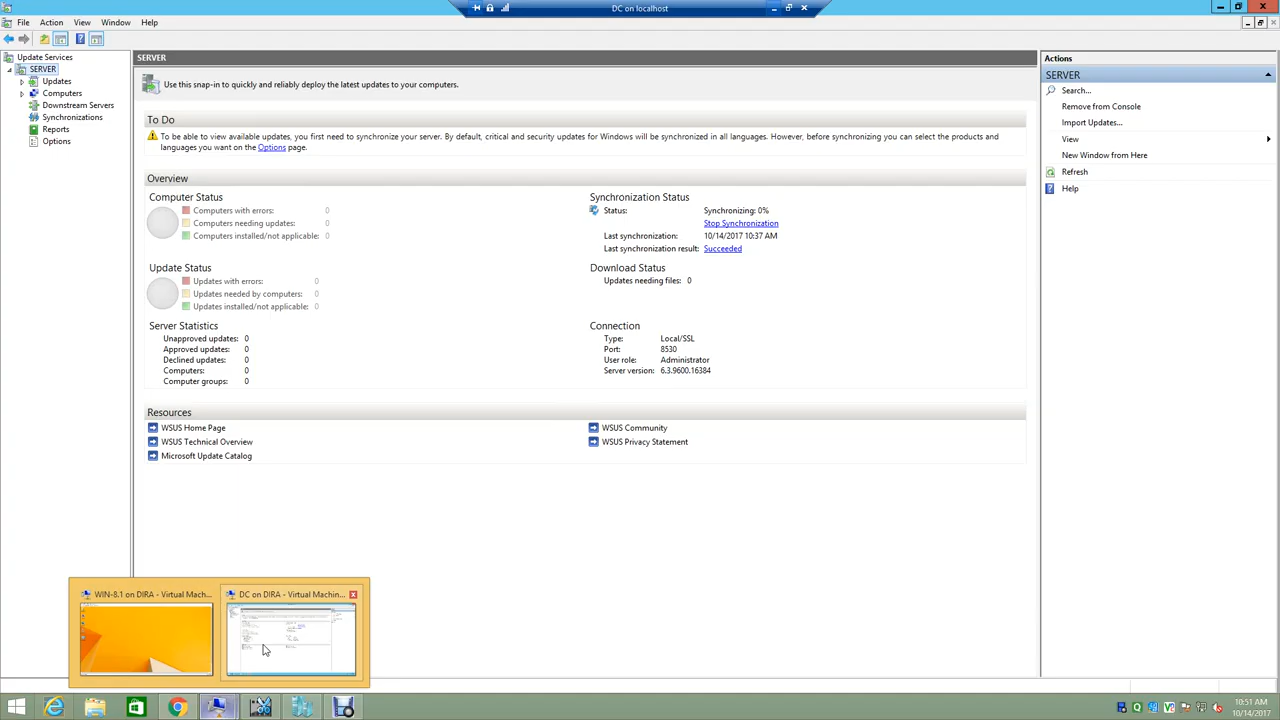 DC on localhost
File Action View Window Help
Update Services
SERVER
Updates
Computers
Downstream Servers
Synchronizations
Reports
Options
SERVER
Use this snap-in to quickly and reliably deploy the latest updates to your computers.
To Do
To be able to view available updates, you first need to synchronize your server. By default, critical and security updates for Windows will be synchronized in all languages. However, before synchronizing you can select the products and
languages you want on the Options page.
Overview
Computer Status
Computers with errors: 0
Computers needing updates: 0
Computers installed/not applicable: 0
Update Status
Updates with errors: 0
Updates needed by computers: 0
Updates installed/not applicable: 0
Server Statistics
Unapproved updates: 0
Approved updates: 0
Declined updates: 0
Computers: 0
Computer groups: 0
Synchronization Status
Status: Synchronizing: 0%
Stop Synchronization
Last synchronization: 10/14/2017 10:37 AM
Last synchronization result: Succeeded
Download Status
Updates needing files: 0
Connection
Type: Local/SSL
Port: 8530
User role: Administrator
Server version: 6.3.9600.16384
Resources
WSUS Home Page
WSUS Technical Overview
Microsoft Update Catalog
WSUS Community
WSUS Privacy Statement
Actions
SERVER
Search...
Remove from Console
Import Updates...
View
New Window from Here
Refresh
Help
WIN-8.1 on DIRA - Virtual Mach...
DC on DIRA - Virtual Machin...
10:51 AM
10/14/2017